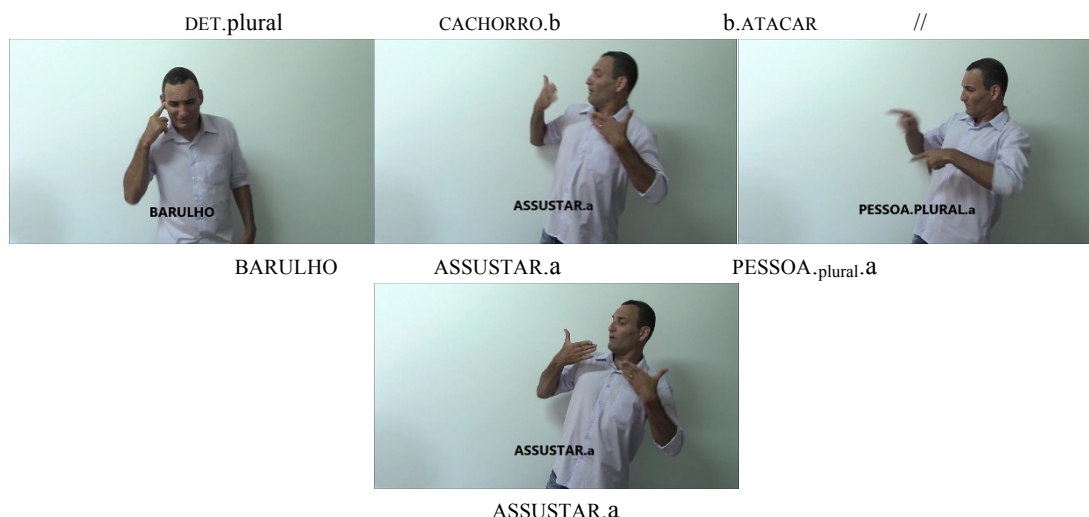 DET.plural CACHORRO.b b.ATACAR //
BARULHO ASSUSTAR.a PESSOA.PLURAL.a
BARULHO ASSUSTAR.a PESSOA.plural.a
ASSUSTAR.a
ASSUSTAR.a